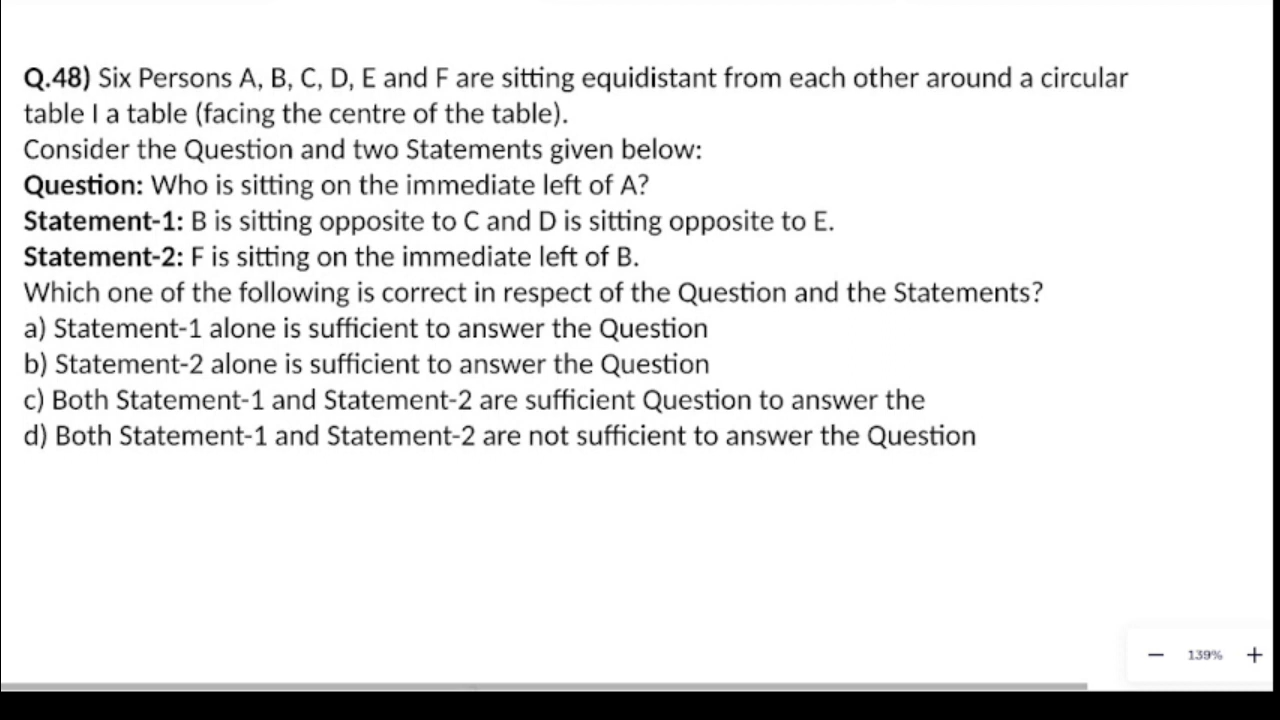 Q.48) Six Persons A, B, C, D, E and F are sitting equidistant from each other around a circular
table I a table (facing the centre of the table).
Consider the Question and two Statements given below:
Question: Who is sitting on the immediate left of A?
Statement-1: B is sitting opposite to C and D is sitting opposite to E.
Statement-2: F is sitting on the immediate left of B.
Which one of the following is correct in respect of the Question and the Statements?
a) Statement-1 alone is sufficient to answer the Question
b) Statement-2 alone is sufficient to answer the Question
c) Both Statement-1 and Statement-2 are sufficient Question to answer the
d) Both Statement-1 and Statement-2 are not sufficient to answer the Question
— 139% +